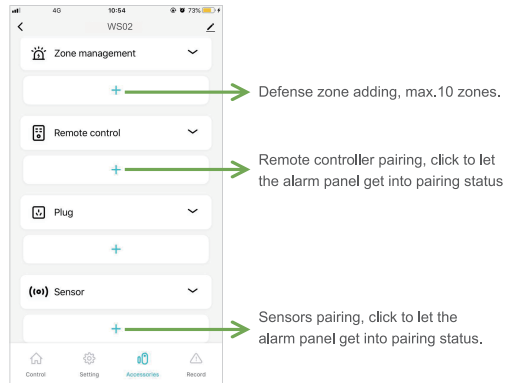 4G 10:54 73%
WS02
Zone management
+
Defense zone adding, max.10 zones.
Remote control
+
Remote controller pairing, click to let
the alarm panel get into pairing status
Plug
+
Sensor
+
Sensors pairing, click to let the
alarm panel get into pairing status.
Control Setting Accessories Record